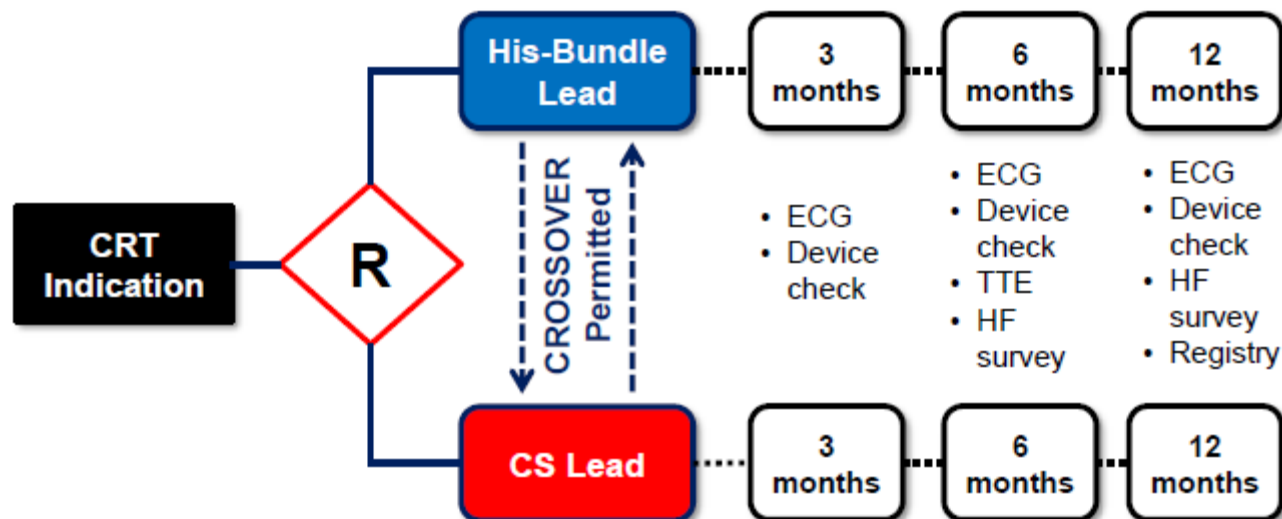 His-Bundle
Lead
3
months
6
months
12
months
CRT
Indication
R
CROSSOVER
Permitted
• ECG
• Device
check
• ECG
• Device
check
• TTE
• HF
survey
• ECG
• Device
check
• HF
survey
• Registry
CS Lead
3
months
6
months
12
months